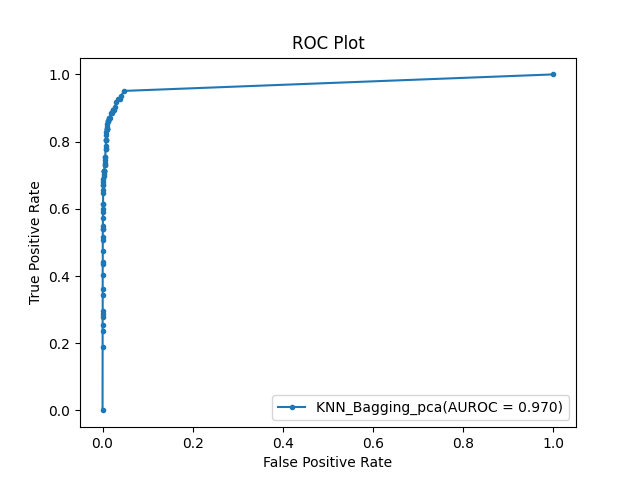 ROC Plot
1.0
0.8
0.6
0.4
0.2
0.0
True Positive Rate
KNN_Bagging_pca(AUROC = 0.970)
0.0 0.2 0.4 0.6 0.8 1.0
False Positive Rate